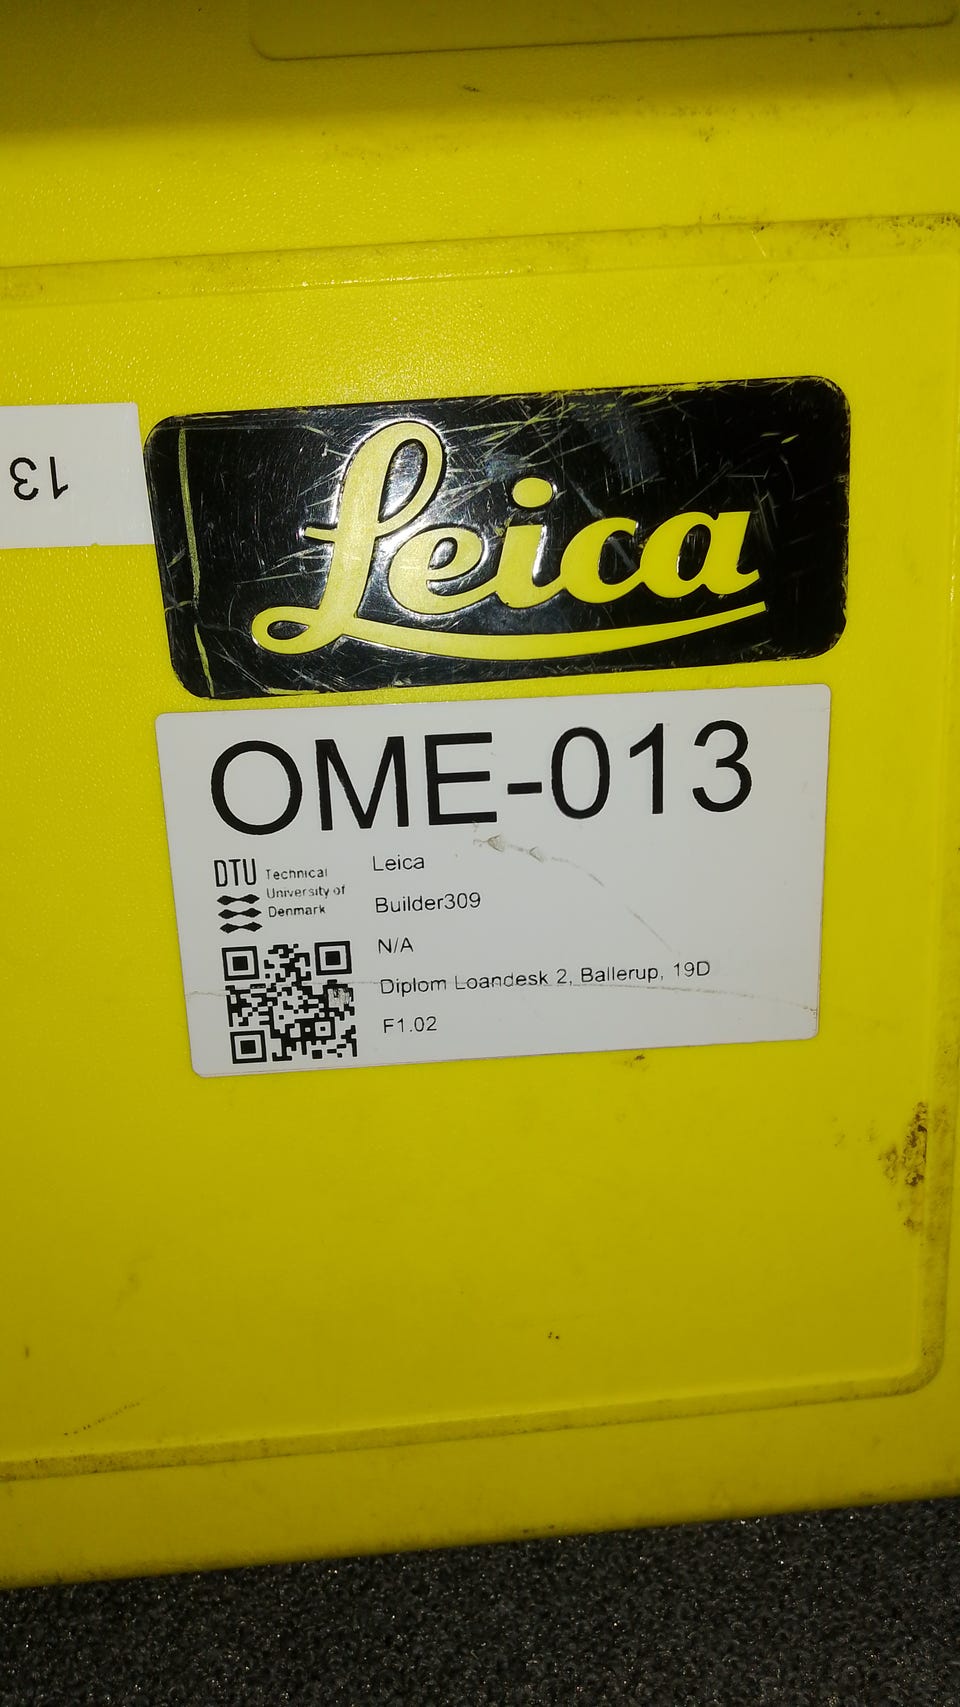 13
Leica
OME-013
DTU Technical
University of
Denmark
Leica
Builder309
N/A
Diplom Loandesk 2, Ballerup, 19D
F1.02